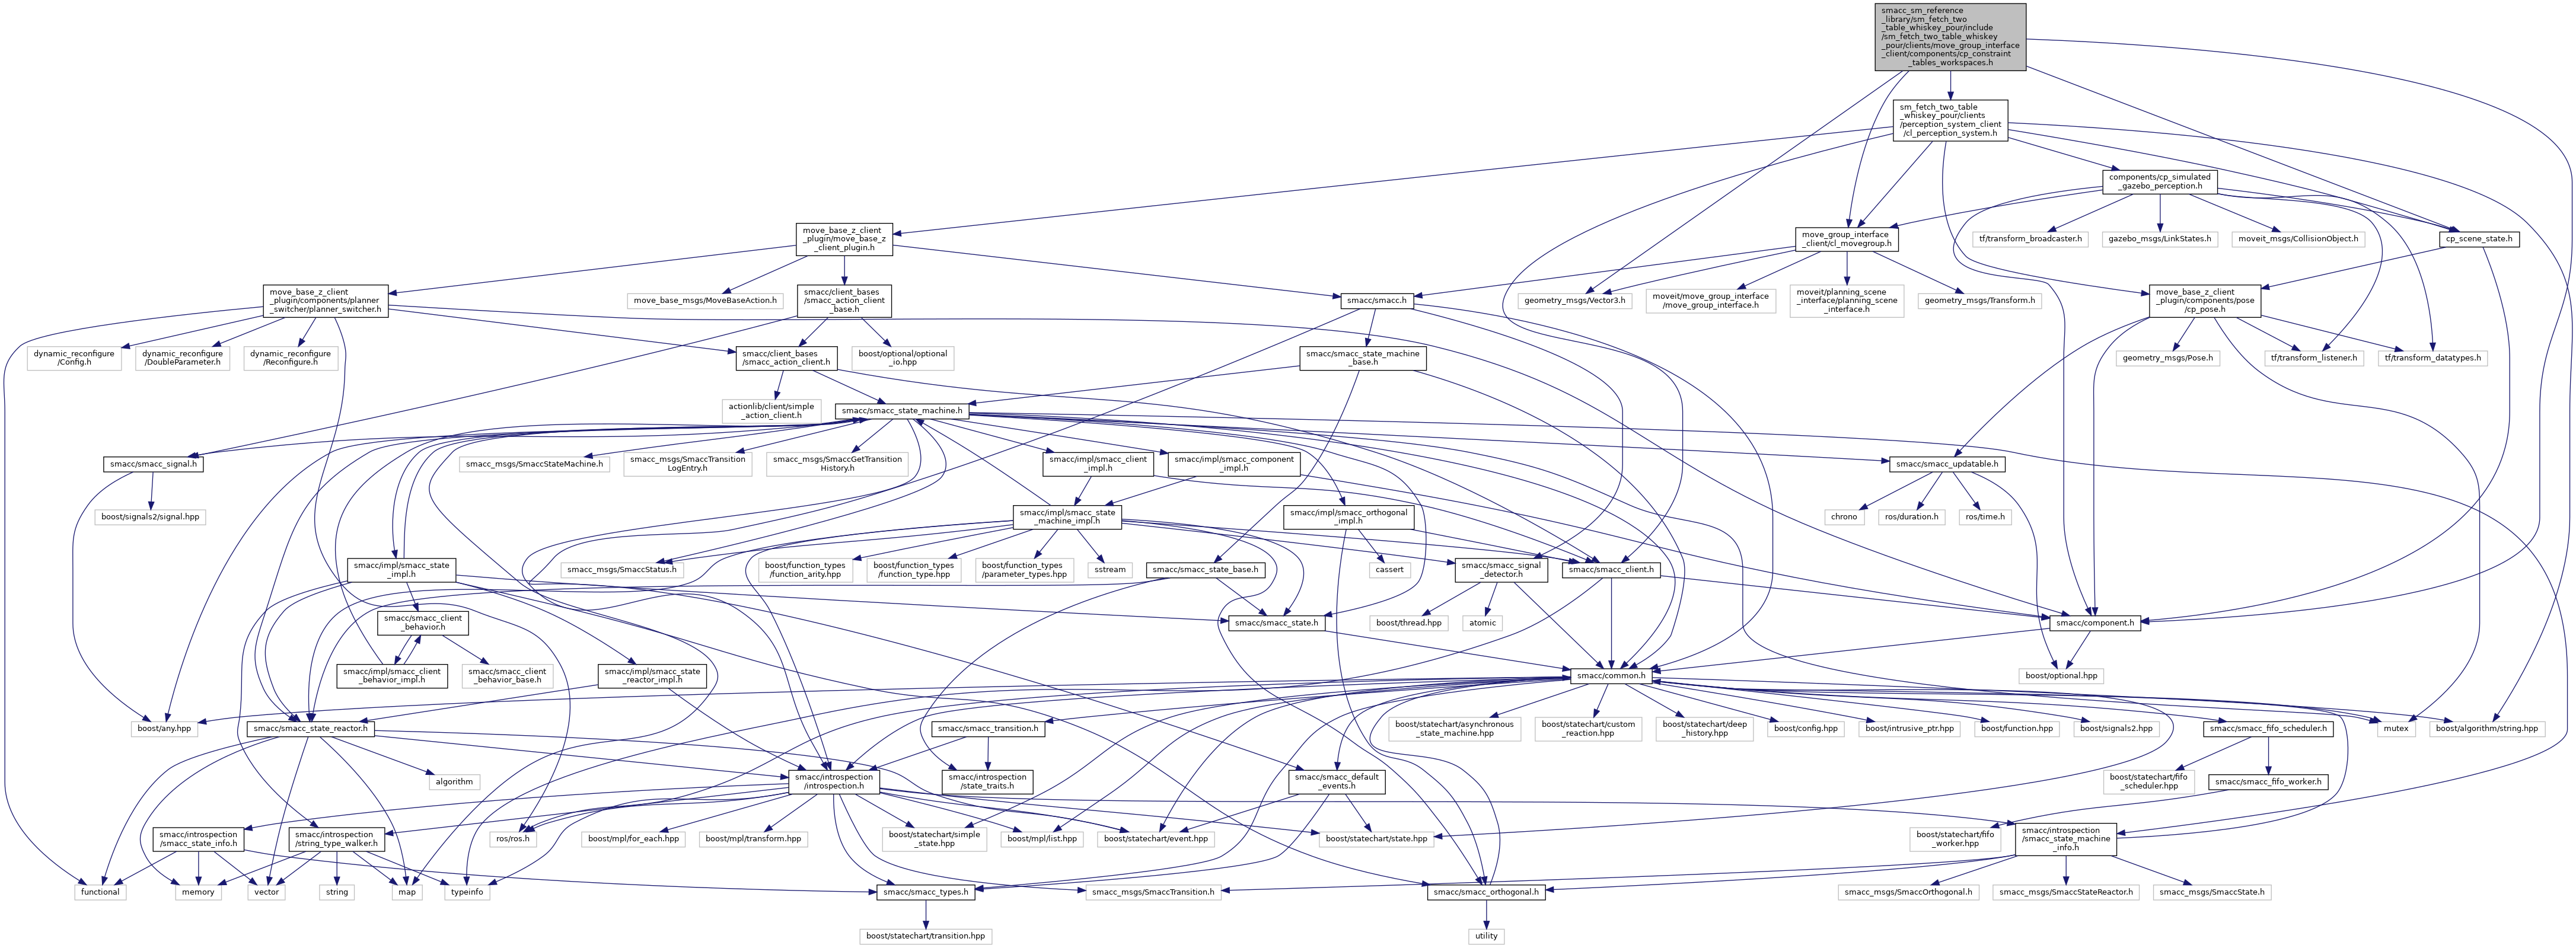 smacc_sm_reference
_library/sm_fetch_two
_table_whiskey_pour/include
/sm_fetch_two_table_whiskey
_pour/clients/move_group_interface
_client/components/cp_constraint
_tables_workspaces.h
sm_fetch_two_table
_whiskey_pour/clients
/perception_system_client
/cl_perception_system.h
components/cp_simulated
_gazebo_perception.h
move_base_z_client
_plugin/move_base_z
_client_plugin.h
move_group_interface
_client/cl_movegroup.h
tf/transform_broadcaster.h
gazebo_msgs/LinkStates.h
moveit_msgs/CollisionObject.h
cp_scene_state.h
move_base_z_client
_plugin/components/planner
_switcher/planner_switcher.h
move_base_msgs/MoveBaseAction.h
smacc/client_bases
/smacc_action_client
_base.h
smacc/smacc.h
geometry_msgs/Vector3.h
moveit/move_group_interface
/move_group_interface.h
moveit/planning_scene
_interface/planning_scene
_interface.h
geometry_msgs/Transform.h
move_base_z_client
_plugin/components/pose
/cp_pose.h
dynamic_reconfigure
/Config.h
dynamic_reconfigure
/DoubleParameter.h
dynamic_reconfigure
/Reconfigure.h
smacc/client_bases
/smacc_action_client.h
boost/optional/optional
_io.hpp
smacc/smacc_state_machine
_base.h
geometry_msgs/Pose.h
tf/transform_listener.h
tf/transform_datatypes.h
actionlib/client/simple
_action_client.h
smacc/smacc_state_machine.h
smacc/smacc_signal.h
smacc_msgs/SmaccStateMachine.h
smacc_msgs/SmaccTransition
LogEntry.h
smacc_msgs/SmaccGetTransition
History.h
smacc/impl/smacc_client
_impl.h
smacc/impl/smacc_component
_impl.h
smacc/smacc_updatable.h
boost/signals2/signal.hpp
smacc/impl/smacc_state
_machine_impl.h
smacc/impl/smacc_orthogonal
_impl.h
chrono
ros/duration.h
ros/time.h
smacc/impl/smacc_state
_impl.h
smacc_msgs/SmaccStatus.h
boost/function_types
/function_arity.hpp
boost/function_types
/function_type.hpp
boost/function_types
/parameter_types.hpp
sstream
smacc/smacc_state_base.h
cassert
smacc/smacc_signal
_detector.h
smacc/smacc_client.h
smacc/smacc_client
_behavior.h
smacc/smacc_state.h
boost/thread.hpp
atomic
smacc/component.h
smacc/impl/smacc_client
_behavior_impl.h
smacc/smacc_client
_behavior_base.h
smacc/impl/smacc_state
_reactor_impl.h
smacc/common.h
boost/optional.hpp
boost/any.hpp
smacc/smacc_state_reactor.h
smacc/smacc_transition.h
boost/statechart/asynchronous
_state_machine.hpp
boost/statechart/custom
_reaction.hpp
boost/statechart/deep
_history.hpp
boost/config.hpp
boost/intrusive_ptr.hpp
boost/function.hpp
boost/signals2.hpp
smacc/smacc_fifo_scheduler.h
mutex
boost/algorithm/string.hpp
algorithm
smacc/introspection
/introspection.h
smacc/introspection
/state_traits.h
smacc/smacc_default
_events.h
boost/statechart/fifo
_scheduler.hpp
smacc/smacc_fifo_worker.h
smacc/introspection
/smacc_state_info.h
smacc/introspection
/string_type_walker.h
ros/ros.h
boost/mpl/for_each.hpp
boost/mpl/transform.hpp
boost/statechart/simple
_state.hpp
boost/mpl/list.hpp
boost/statechart/event.hpp
boost/statechart/state.hpp
boost/statechart/fifo
_worker.hpp
smacc/introspection
/smacc_state_machine
_info.h
functional
memory
vector
string
map
typeinfo
smacc/smacc_types.h
smacc_msgs/SmaccTransition.h
smacc/smacc_orthogonal.h
smacc_msgs/SmaccOrthogonal.h
smacc_msgs/SmaccStateReactor.h
smacc_msgs/SmaccState.h
boost/statechart/transition.hpp
utility